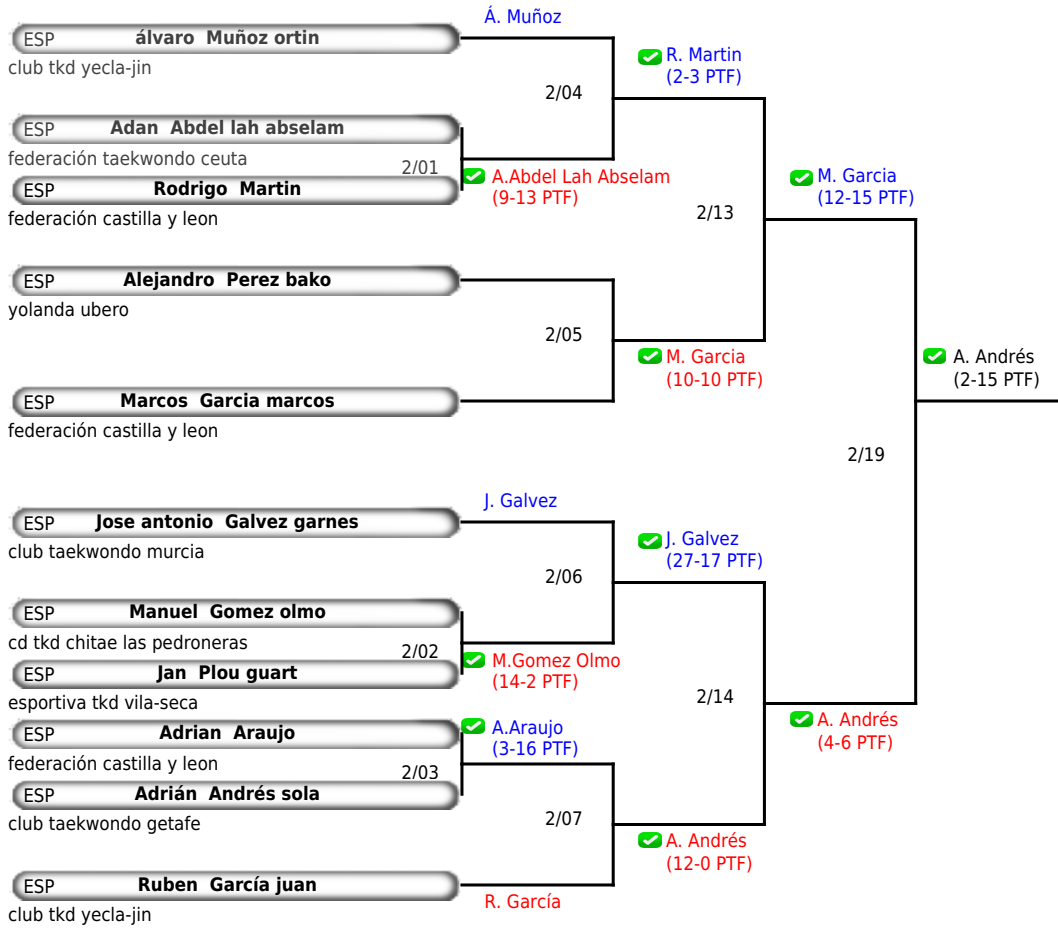 Á. Muñoz
ESP álvaro Muñoz ortin
club tkd yecla-jin
R. Martin
(2-3 PTF)
2/04
ESP Adan Abdel lah abselam
federación taekwondo ceuta
2/01
A.Abdel Lah Abselam
(9-13 PTF)
ESP Rodrigo Martin
federación castilla y leon
M. Garcia
(12-15 PTF)
2/13
ESP Alejandro Perez bako
yolanda ubero
2/05
M. Garcia
(10-10 PTF)
A. Andrés
(2-15 PTF)
ESP Marcos Garcia marcos
federación castilla y leon
2/19
J. Galvez
ESP Jose antonio Galvez garnes
club taekwondo murcia
J. Galvez
(27-17 PTF)
2/06
ESP Manuel Gomez olmo
cd tkd chitae las pedroneras
2/02
M.Gomez Olmo
(14-2 PTF)
ESP Jan Plou guart
esportiva tkd vila-seca
2/14
A. Andrés
(4-6 PTF)
ESP Adrian Araujo
federación castilla y leon
A.Araujo
(3-16 PTF)
2/03
ESP Adrián Andrés sola
club taekwondo getafe
2/07
A. Andrés
(12-0 PTF)
ESP Ruben García juan
club tkd yecla-jin
R. García